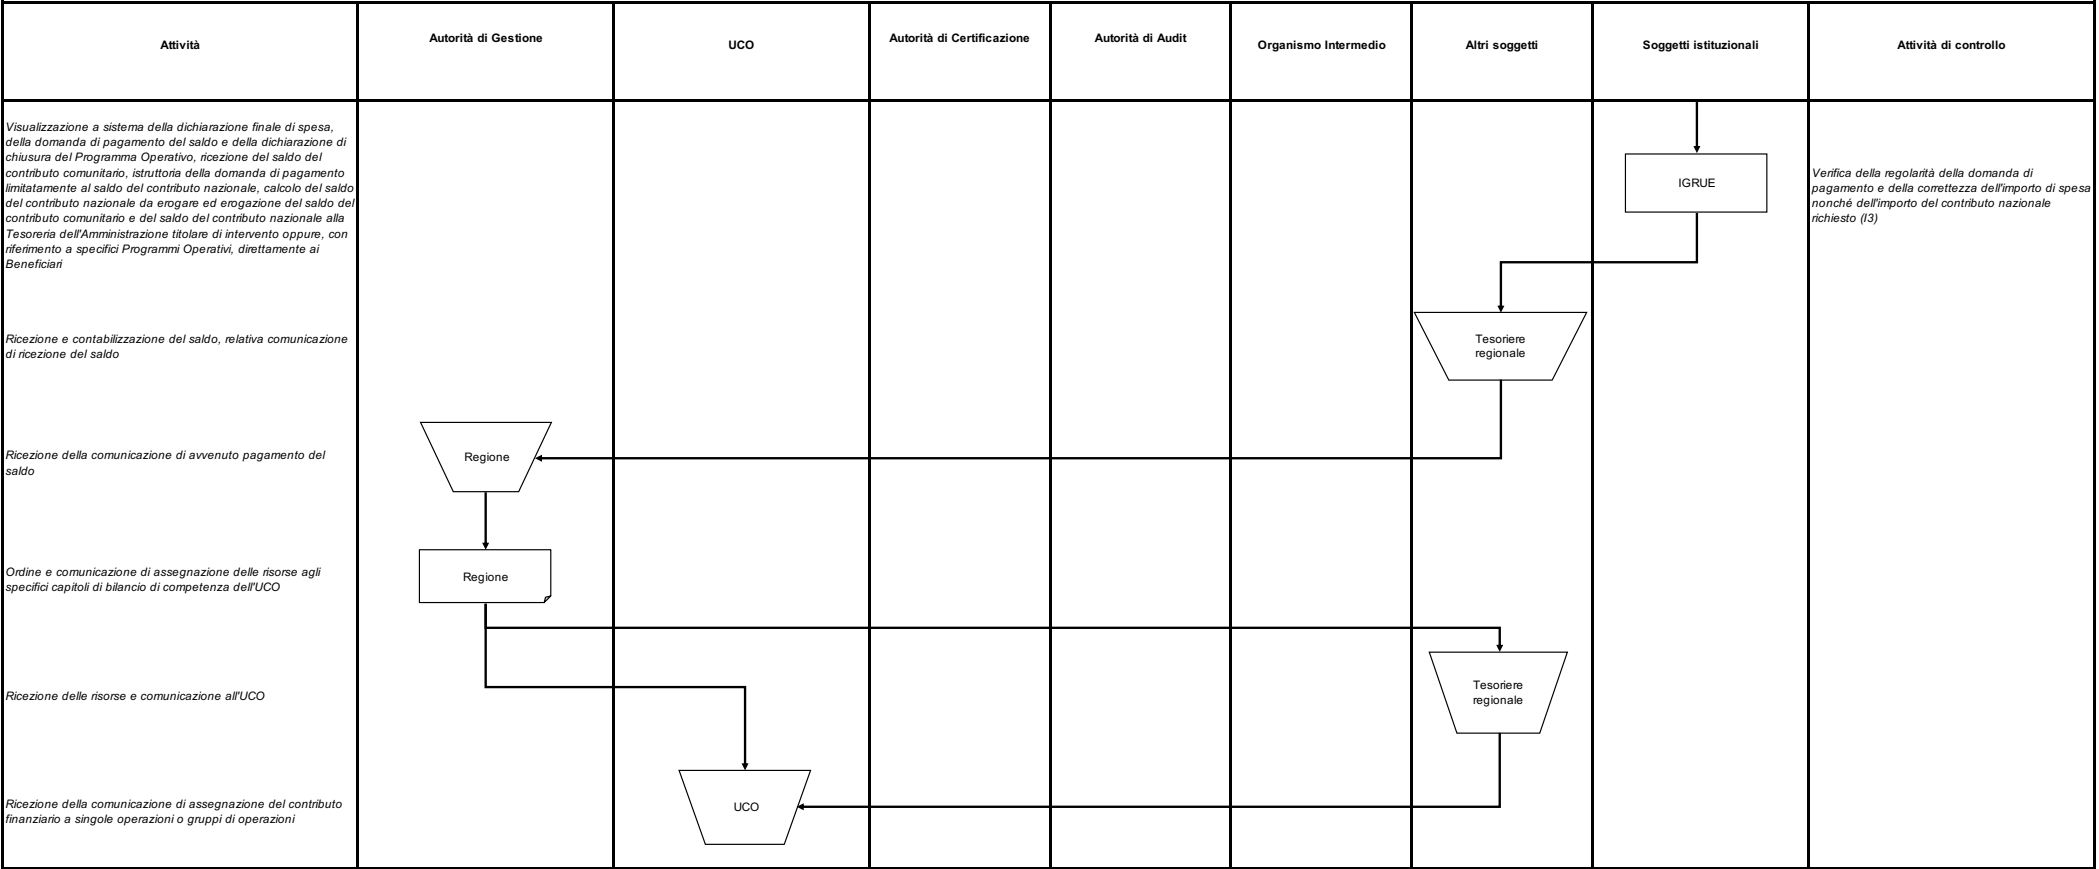 Attività
Autorità di Gestione
UCO
Autorità di Certificazione
Autorità di Audit
Organismo Intermedio
Altri soggetti
Soggetti istituzionali
Attività di controllo
Visualizzazione a sistema della dichiarazione finale di spesa,
della domanda di pagamento del saldo e della dichiarazione di
chiusura del Programma Operativo, ricezione del saldo del
contributo comunitario, istruttoria della domanda di pagamento
limitatamente al saldo del contributo nazionale, calcolo del saldo
del contributo nazionale da erogare ed erogazione del saldo del
contributo comunitario e del saldo del contributo nazionale alla
Tesoreria dell'Amministrazione titolare di intervento oppure, con
riferimento a specifici Programmi Operativi, direttamente ai
Beneficiari
IGRUE
Verifica della regolarità della domanda di
pagamento e della correttezza dell'importo di spesa
nonché dell'importo del contributo nazionale
richiesto (I3)
Ricezione e contabilizzazione del saldo, relativa comunicazione
di ricezione del saldo
Tesoriere
regionale
Ricezione della comunicazione di avvenuto pagamento del
saldo
Regione
Ordine e comunicazione di assegnazione delle risorse agli
specifici capitoli di bilancio di competenza dell'UCO
Regione
Ricezione delle risorse e comunicazione all'UCO
Tesoriere
regionale
Ricezione della comunicazione di assegnazione del contributo
finanziario a singole operazioni o gruppi di operazioni
UCO